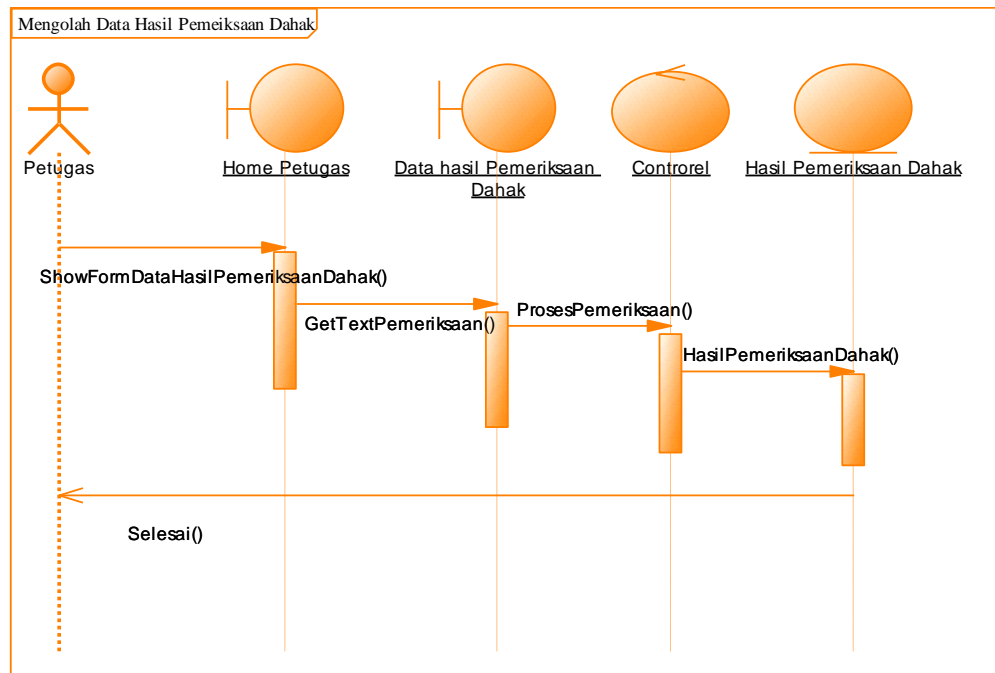 Mengolah Data Hasil Pemeiksaan Dahak
Petugas
Home Petugas
Data hasil Pemeriksaan
Dahak
Controrel
Hasil Pemeriksaan Dahak
ShowFormDataHasilPemeriksaanDahak()
GetTextPemeriksaan()
ProsesPemeriksaan()
HasilPemeriksaanDahak()
Selesai()